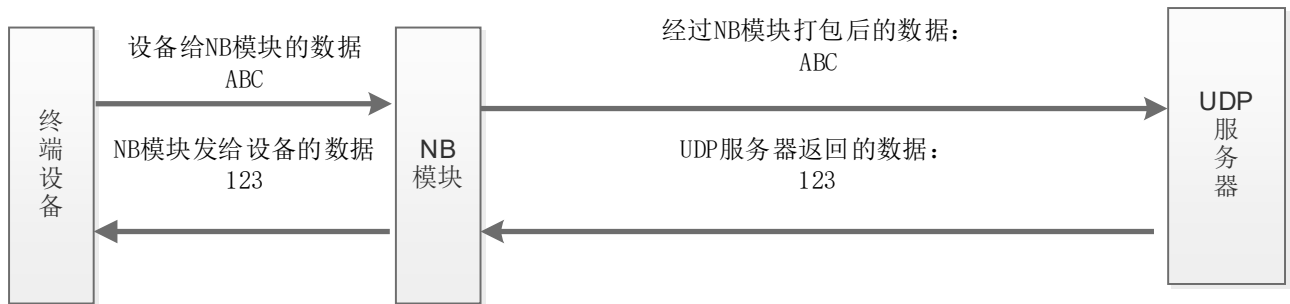 终
端
设
备
设备给NB模块的数据
ABC
NB模块发给设备的数据
123
NB
模块
经过NB模块打包后的数据：
ABC
UDP服务器返回的数据：
123
UDP
服
务
器